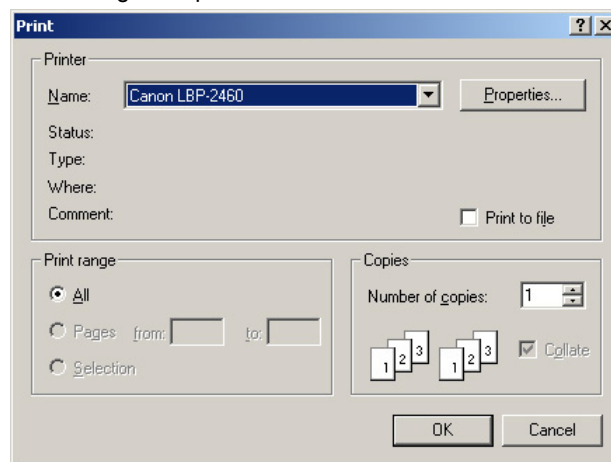 Print
Printer
Name: Canon LBP-2460 Properties...
Status:
Type:
Where:
Comment: Print to file
Print range Copies
All Number of copies: 1
Pages from: to:
1 2 3 1 2 3 Collate
Selection
OK Cancel